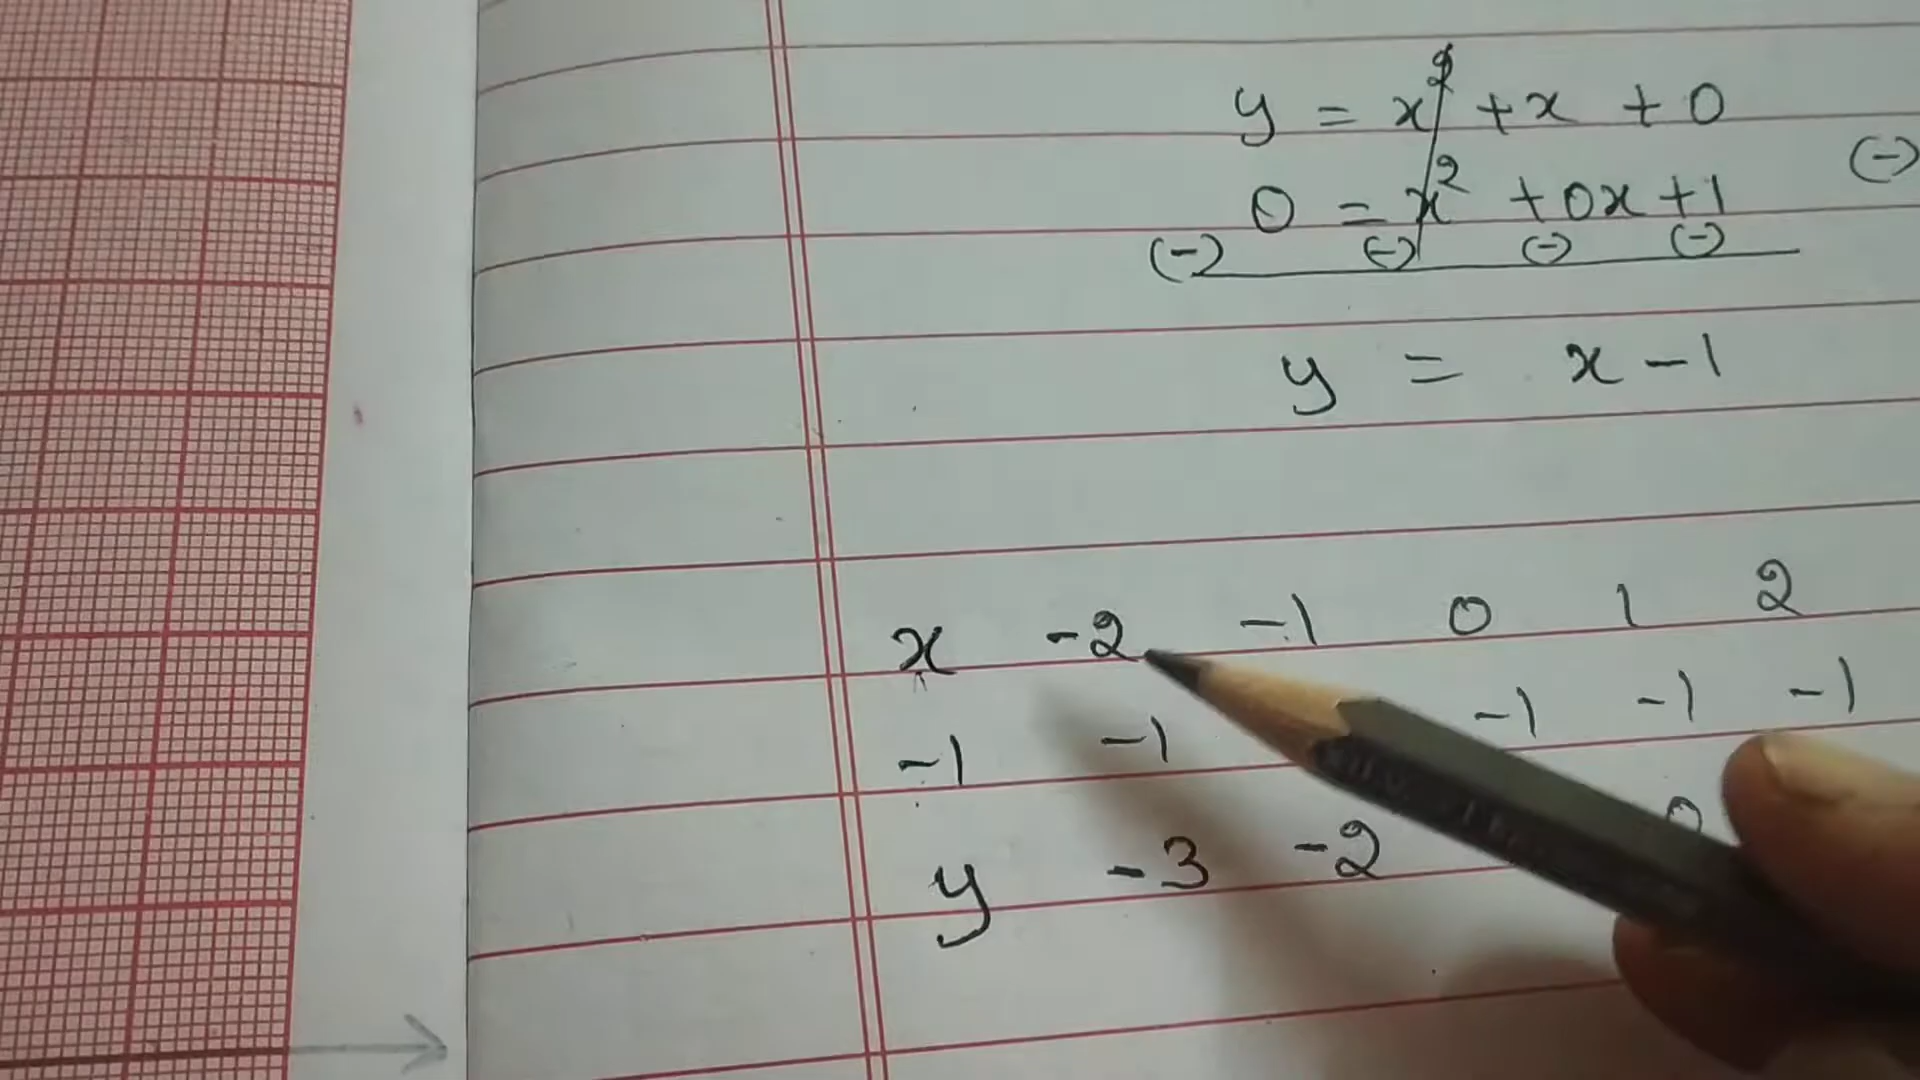 y = x² + x + 0
0 = x² + 0x + 1 (-)
(-) (-) (-) (-)
y = x - 1
x -2 -1 0 1 2
-1 -1 -1 -1 -1
y -3 -2 0